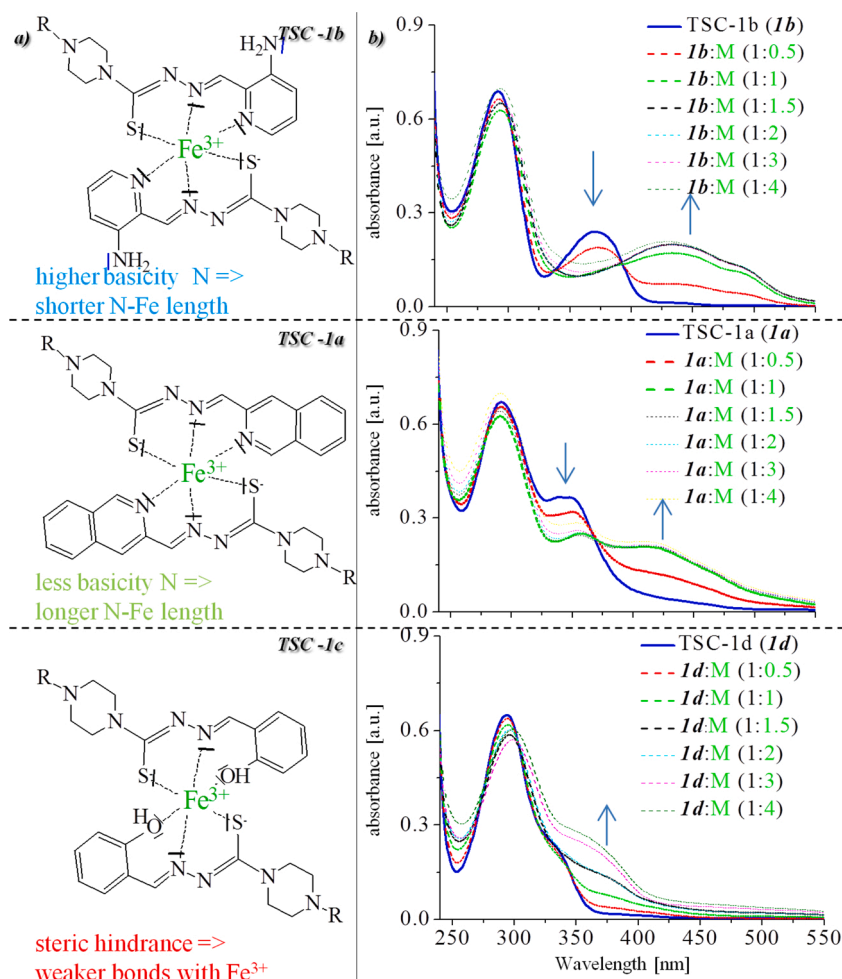 a)
TSC -1b
R
N
N
N
N
H₂N
S
N
Fe³⁺
N
S-
N
N
N
N
NH₂
R
higher basicity N =>
shorter N-Fe length
b)
absorbance [a.u.]
0.9
0.6
0.3
0.0
TSC-1b (1b)
1b:M (1:0.5)
1b:M (1:1)
1b:M (1:1.5)
1b:M (1:2)
1b:M (1:3)
1b:M (1:4)
TSC -1a
R
N
N
N
N
S
N
Fe³⁺
N
S-
N
N
N
N
R
less basicity N =>
longer N-Fe length
absorbance [a.u.]
0.9
0.6
0.3
0.0
TSC-1a (1a)
1a:M (1:0.5)
1a:M (1:1)
1a:M (1:1.5)
1a:M (1:2)
1a:M (1:3)
1a:M (1:4)
TSC -1c
R
N
N
N
N
S
OH
Fe³⁺
HO
S-
N
N
N
N
R
steric hindrance =>
weaker bonds with Fe³⁺
absorbance [a.u.]
0.9
0.6
0.3
0.0
TSC-1d (1d)
1d:M (1:0.5)
1d:M (1:1)
1d:M (1:1.5)
1d:M (1:2)
1d:M (1:3)
1d:M (1:4)
250 300 350 400 450 500 550
Wavelength [nm]